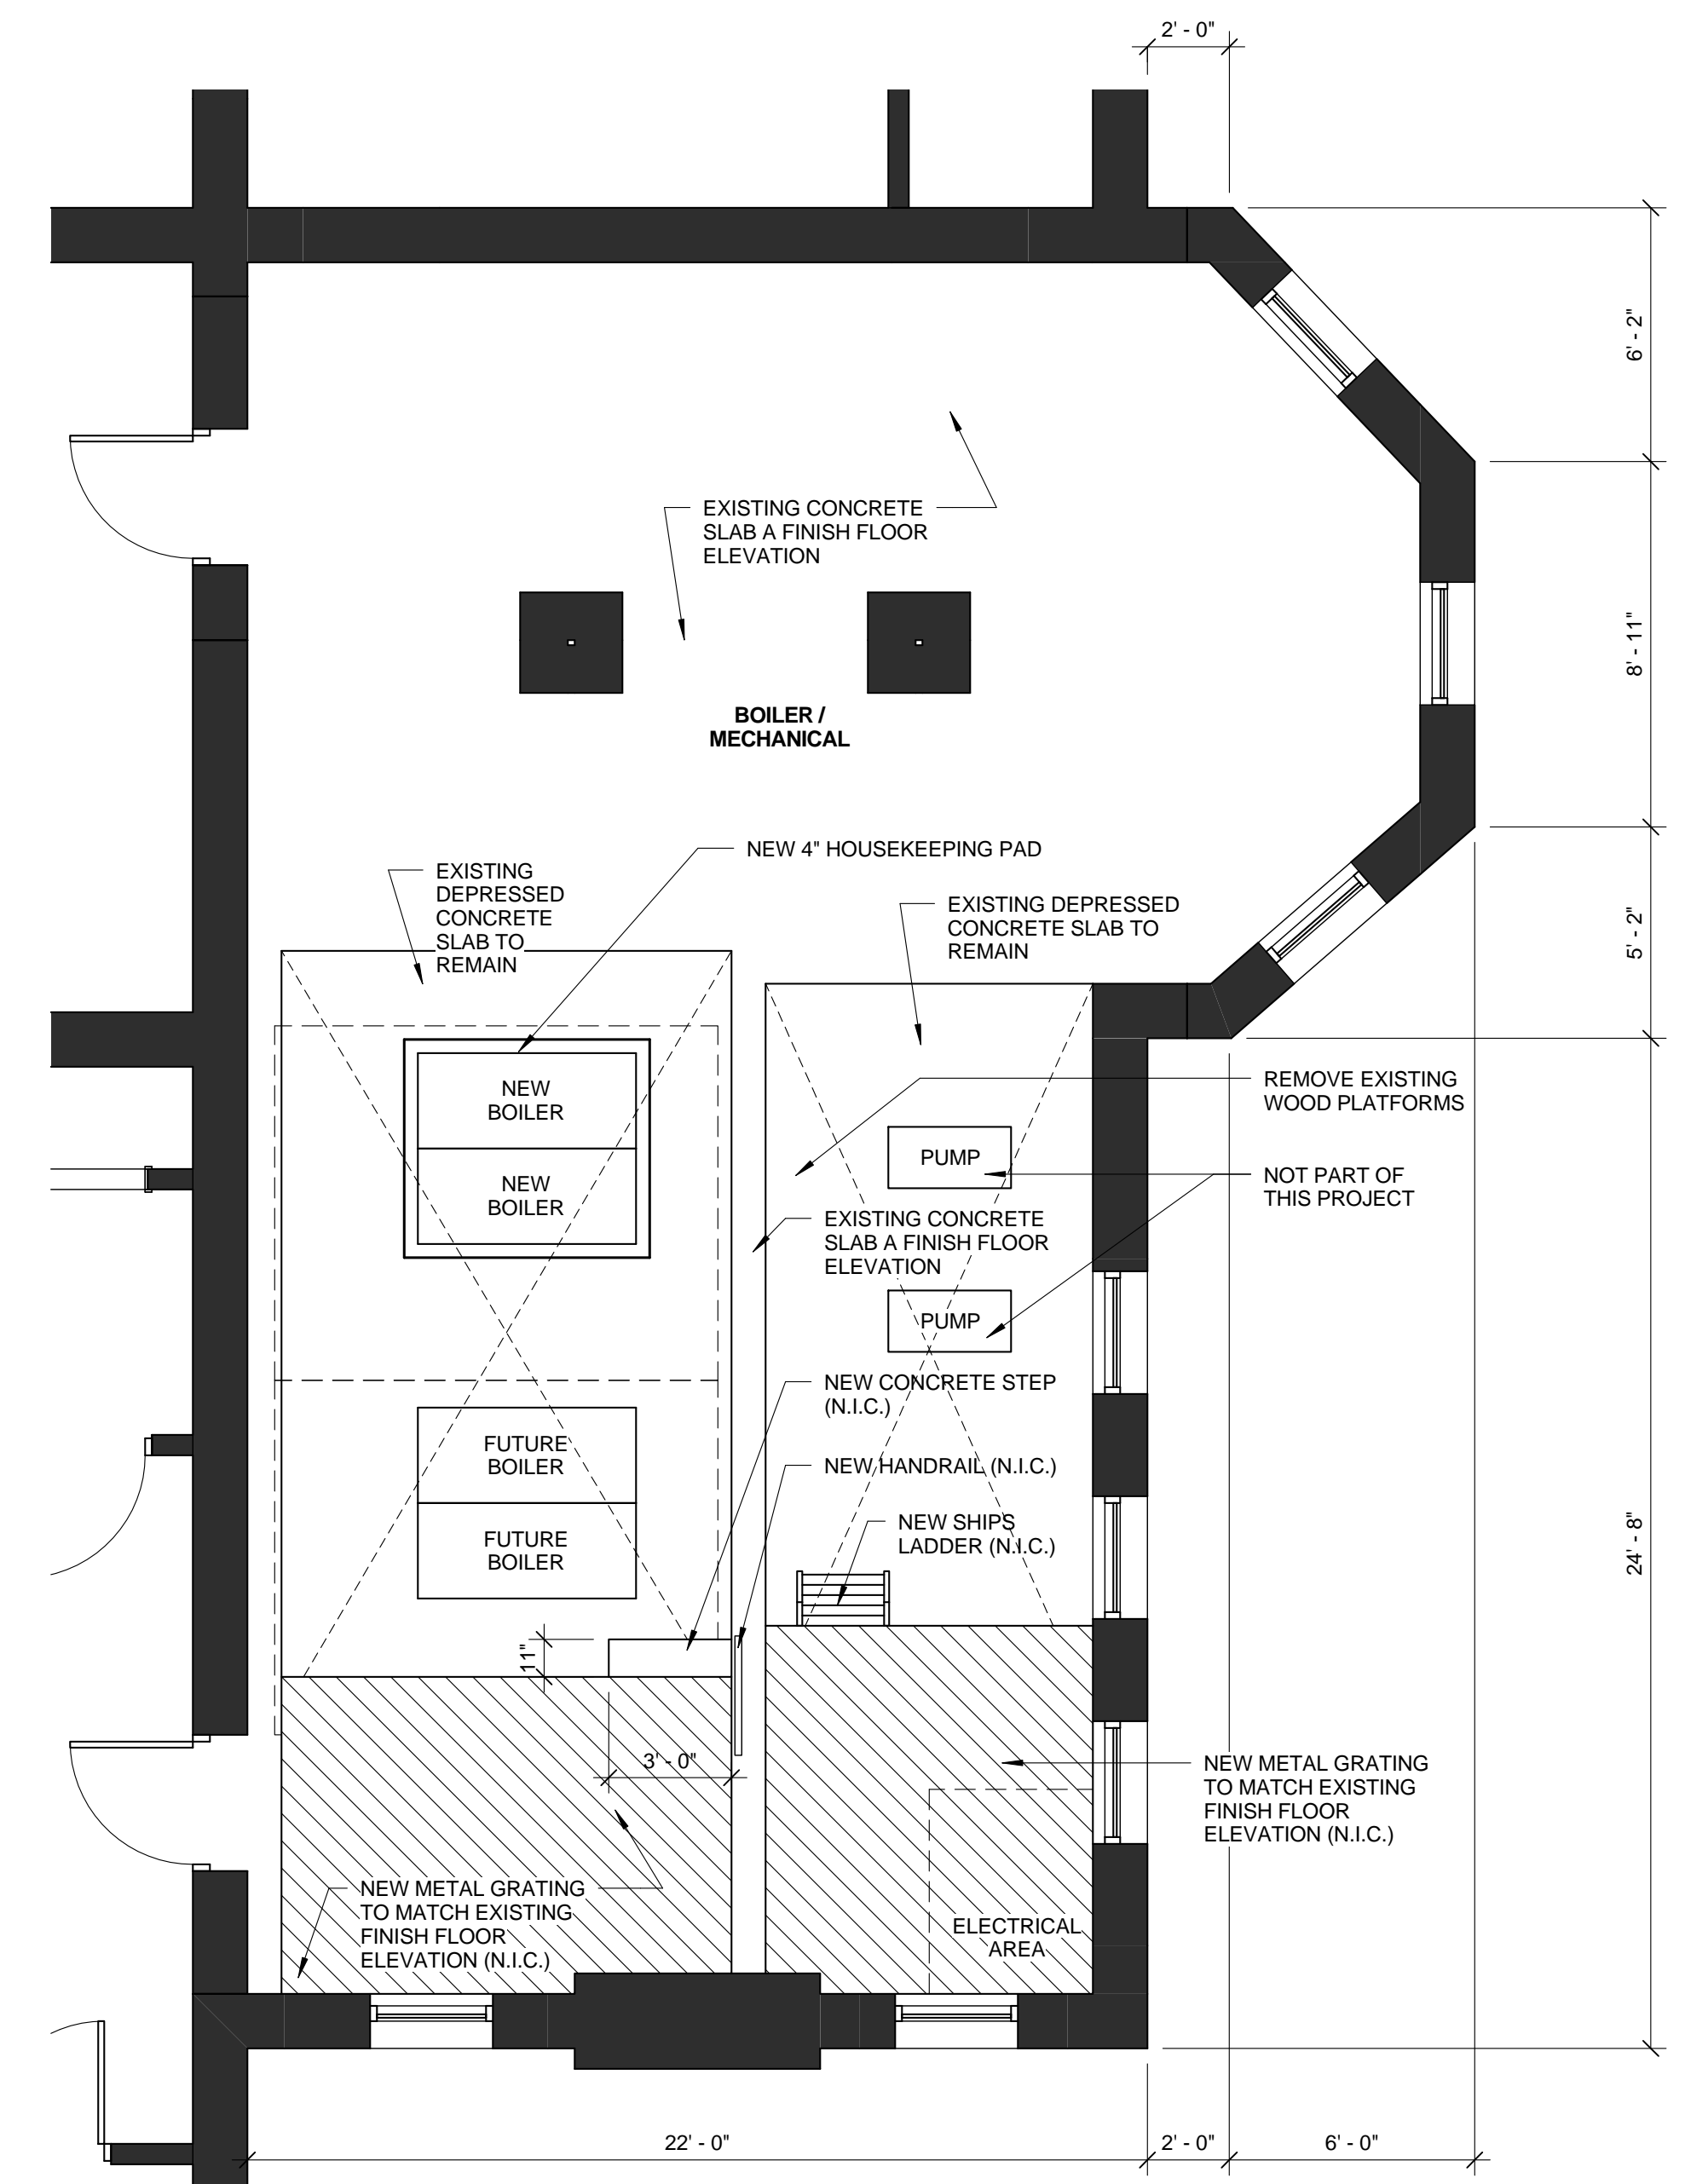 2' - 0"
6' - 2"
EXISTING CONCRETE
SLAB A FINISH FLOOR
ELEVATION
8' - 11"
BOILER /
MECHANICAL
NEW 4" HOUSEKEEPING PAD
EXISTING
DEPRESSED
CONCRETE
SLAB TO
REMAIN
EXISTING DEPRESSED
CONCRETE SLAB TO
REMAIN
5' - 2"
NEW
BOILER
NEW
BOILER
PUMP
REMOVE EXISTING
WOOD PLATFORMS
NOT PART OF
THIS PROJECT
EXISTING CONCRETE
SLAB A FINISH FLOOR
ELEVATION
PUMP
NEW CONCRETE STEP
(N.I.C.)
FUTURE
BOILER
FUTURE
BOILER
NEW HANDRAIL (N.I.C.)
NEW SHIPS
LADDER (N.I.C.)
24' - 8"
11"
3' - 0"
NEW METAL GRATING
TO MATCH EXISTING
FINISH FLOOR
ELEVATION (N.I.C.)
NEW METAL GRATING
TO MATCH EXISTING
FINISH FLOOR
ELEVATION (N.I.C.)
ELECTRICAL
AREA
22' - 0"
2' - 0"
6' - 0"